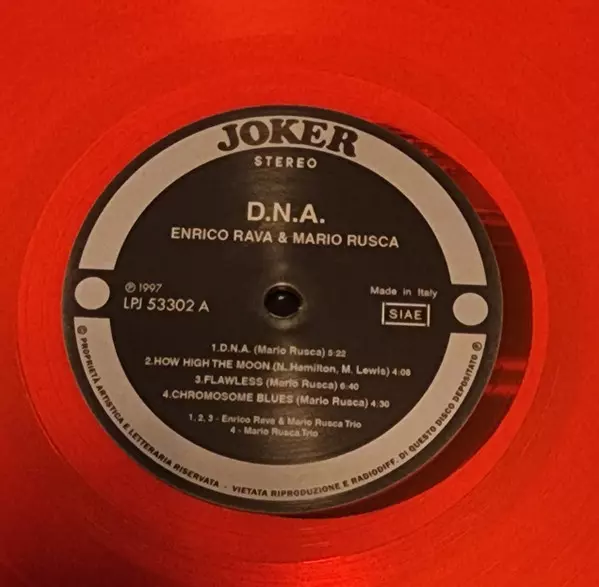 JOKER
STEREO
D.N.A.
ENRICO RAVA & MARIO RUSCA
℗ 1997
LPJ 53302 A
Made in Italy
SIAE
1.D.N.A. (Mario Rusca) 5:22
2.HOW HIGH THE MOON (N. Hamilton, M. Lewis) 4:08
3.FLAWLESS (Mario Rusca) 6:40
4.CHROMOSOME BLUES (Mario Rusca) 4:30
1, 2, 3 - Enrico Rava & Mario Rusca Trio
4 - Mario Rusca Trio
© PROPRIETÀ ARTISTICA E LETTERARIA RISERVATA - VIETATA RIPRODUZIONE E RADIODIFF. DI QUESTO DISCO DEPOSITATO ℗